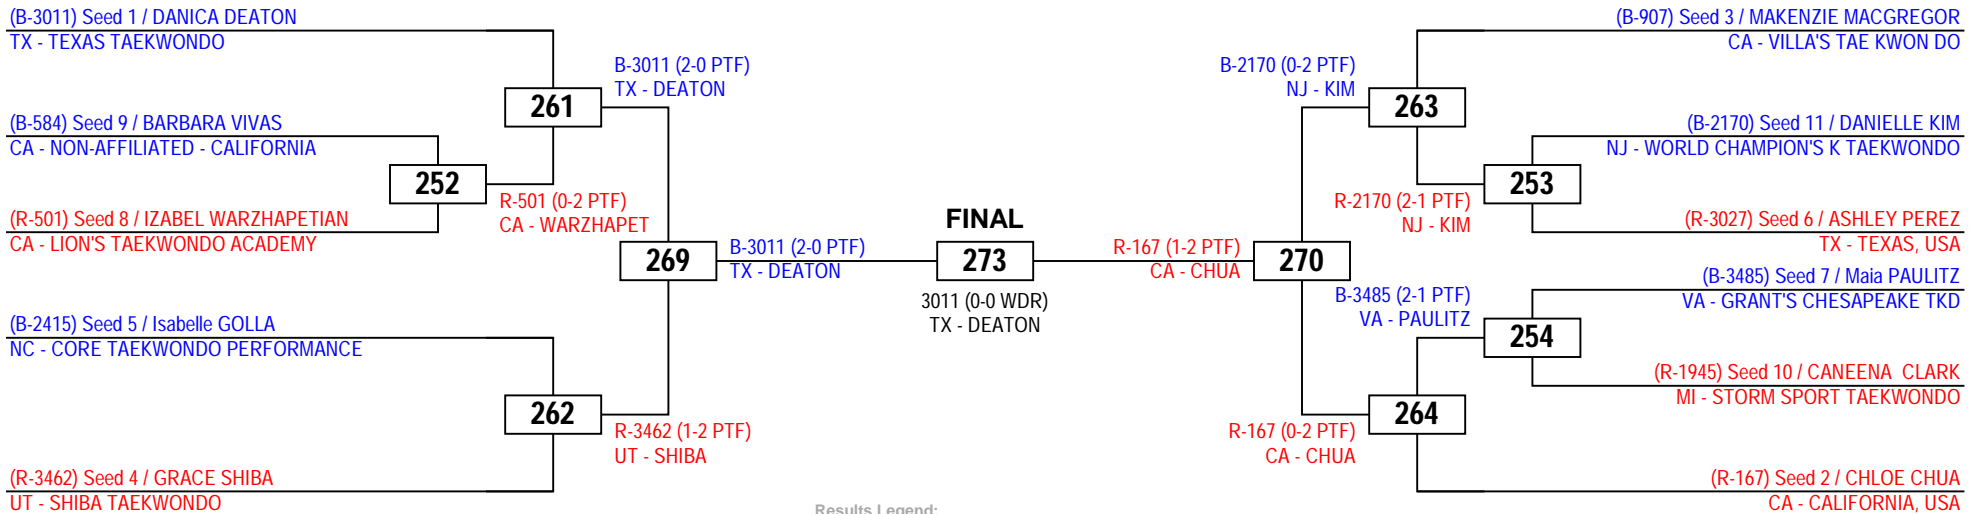 (B-3011) Seed 1 / DANICA DEATON
TX - TEXAS TAEKWONDO
(B-584) Seed 9 / BARBARA VIVAS
CA - NON-AFFILIATED - CALIFORNIA
(R-501) Seed 8 / IZABEL WARZHAPETIAN
CA - LION'S TAEKWONDO ACADEMY
(B-2415) Seed 5 / Isabelle GOLLA
NC - CORE TAEKWONDO PERFORMANCE
(R-3462) Seed 4 / GRACE SHIBA
UT - SHIBA TAEKWONDO
252
261
262
B-3011 (2-0 PTF)
TX - DEATON
R-501 (0-2 PTF)
CA - WARZHAPET
R-3462 (1-2 PTF)
UT - SHIBA
269
B-3011 (2-0 PTF)
TX - DEATON
FINAL
273
3011 (0-0 WDR)
TX - DEATON
R-167 (1-2 PTF)
CA - CHUA
270
B-2170 (0-2 PTF)
NJ - KIM
R-2170 (2-1 PTF)
NJ - KIM
B-3485 (2-1 PTF)
VA - PAULITZ
R-167 (0-2 PTF)
CA - CHUA
263
253
254
264
(B-907) Seed 3 / MAKENZIE MACGREGOR
CA - VILLA'S TAE KWON DO
(B-2170) Seed 11 / DANIELLE KIM
NJ - WORLD CHAMPION'S K TAEKWONDO
(R-3027) Seed 6 / ASHLEY PEREZ
TX - TEXAS, USA
(B-3485) Seed 7 / Maia PAULITZ
VA - GRANT'S CHESAPEAKE TKD
(R-1945) Seed 10 / CANEENA CLARK
MI - STORM SPORT TAEKWONDO
(R-167) Seed 2 / CHLOE CHUA
CA - CALIFORNIA, USA
Results Legend: